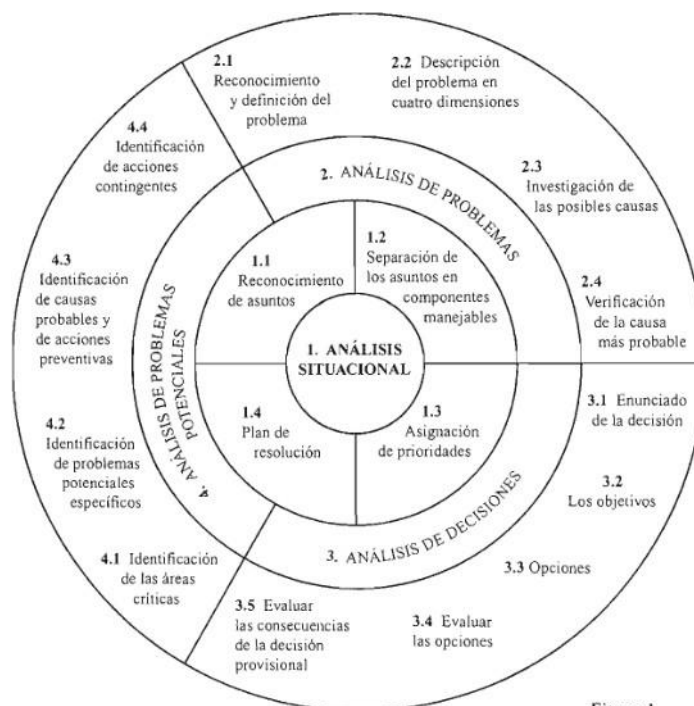 1. ANÁLISIS
SITUACIONAL
1.1
Reconocimiento
de asuntos
1.2
Separación de
los asuntos en
componentes
manejables
1.3
Asignación
de prioridades
1.4
Plan de
resolución
2. ANÁLISIS DE PROBLEMAS
2.1
Reconocimiento
y definición del
problema
2.2 Descripción
del problema en
cuatro dimensiones
2.3
Investigación de
las posibles causas
2.4
Verificación
de la causa
más probable
3. ANÁLISIS DE DECISIONES
3.1 Enunciado
de la decisión
3.2
Los objetivos
3.3 Opciones
3.4 Evaluar
las opciones
3.5 Evaluar
las consecuencias
de la decisión
provisional
4. ANÁLISIS DE PROBLEMAS
POTENCIALES
4.1 Identificación
de las áreas
críticas
4.2
Identificación
de problemas
potenciales
específicos
4.3
Identificación
de causas
probables y
de acciones
preventivas
4.4
Identificación
de acciones
contingentes